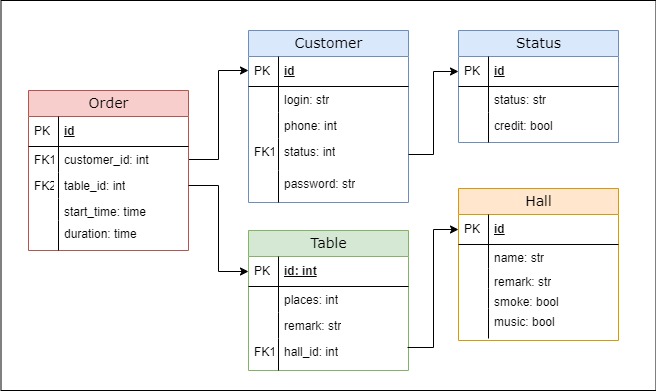 Order
PK id
FK1 customer_id: int
FK2 table_id: int
start_time: time
duration: time
Customer
PK id
login: str
phone: int
FK1 status: int
password: str
Status
PK id
status: str
credit: bool
Table
PK id: int
places: int
remark: str
FK1 hall_id: int
Hall
PK id
name: str
remark: str
smoke: bool
music: bool